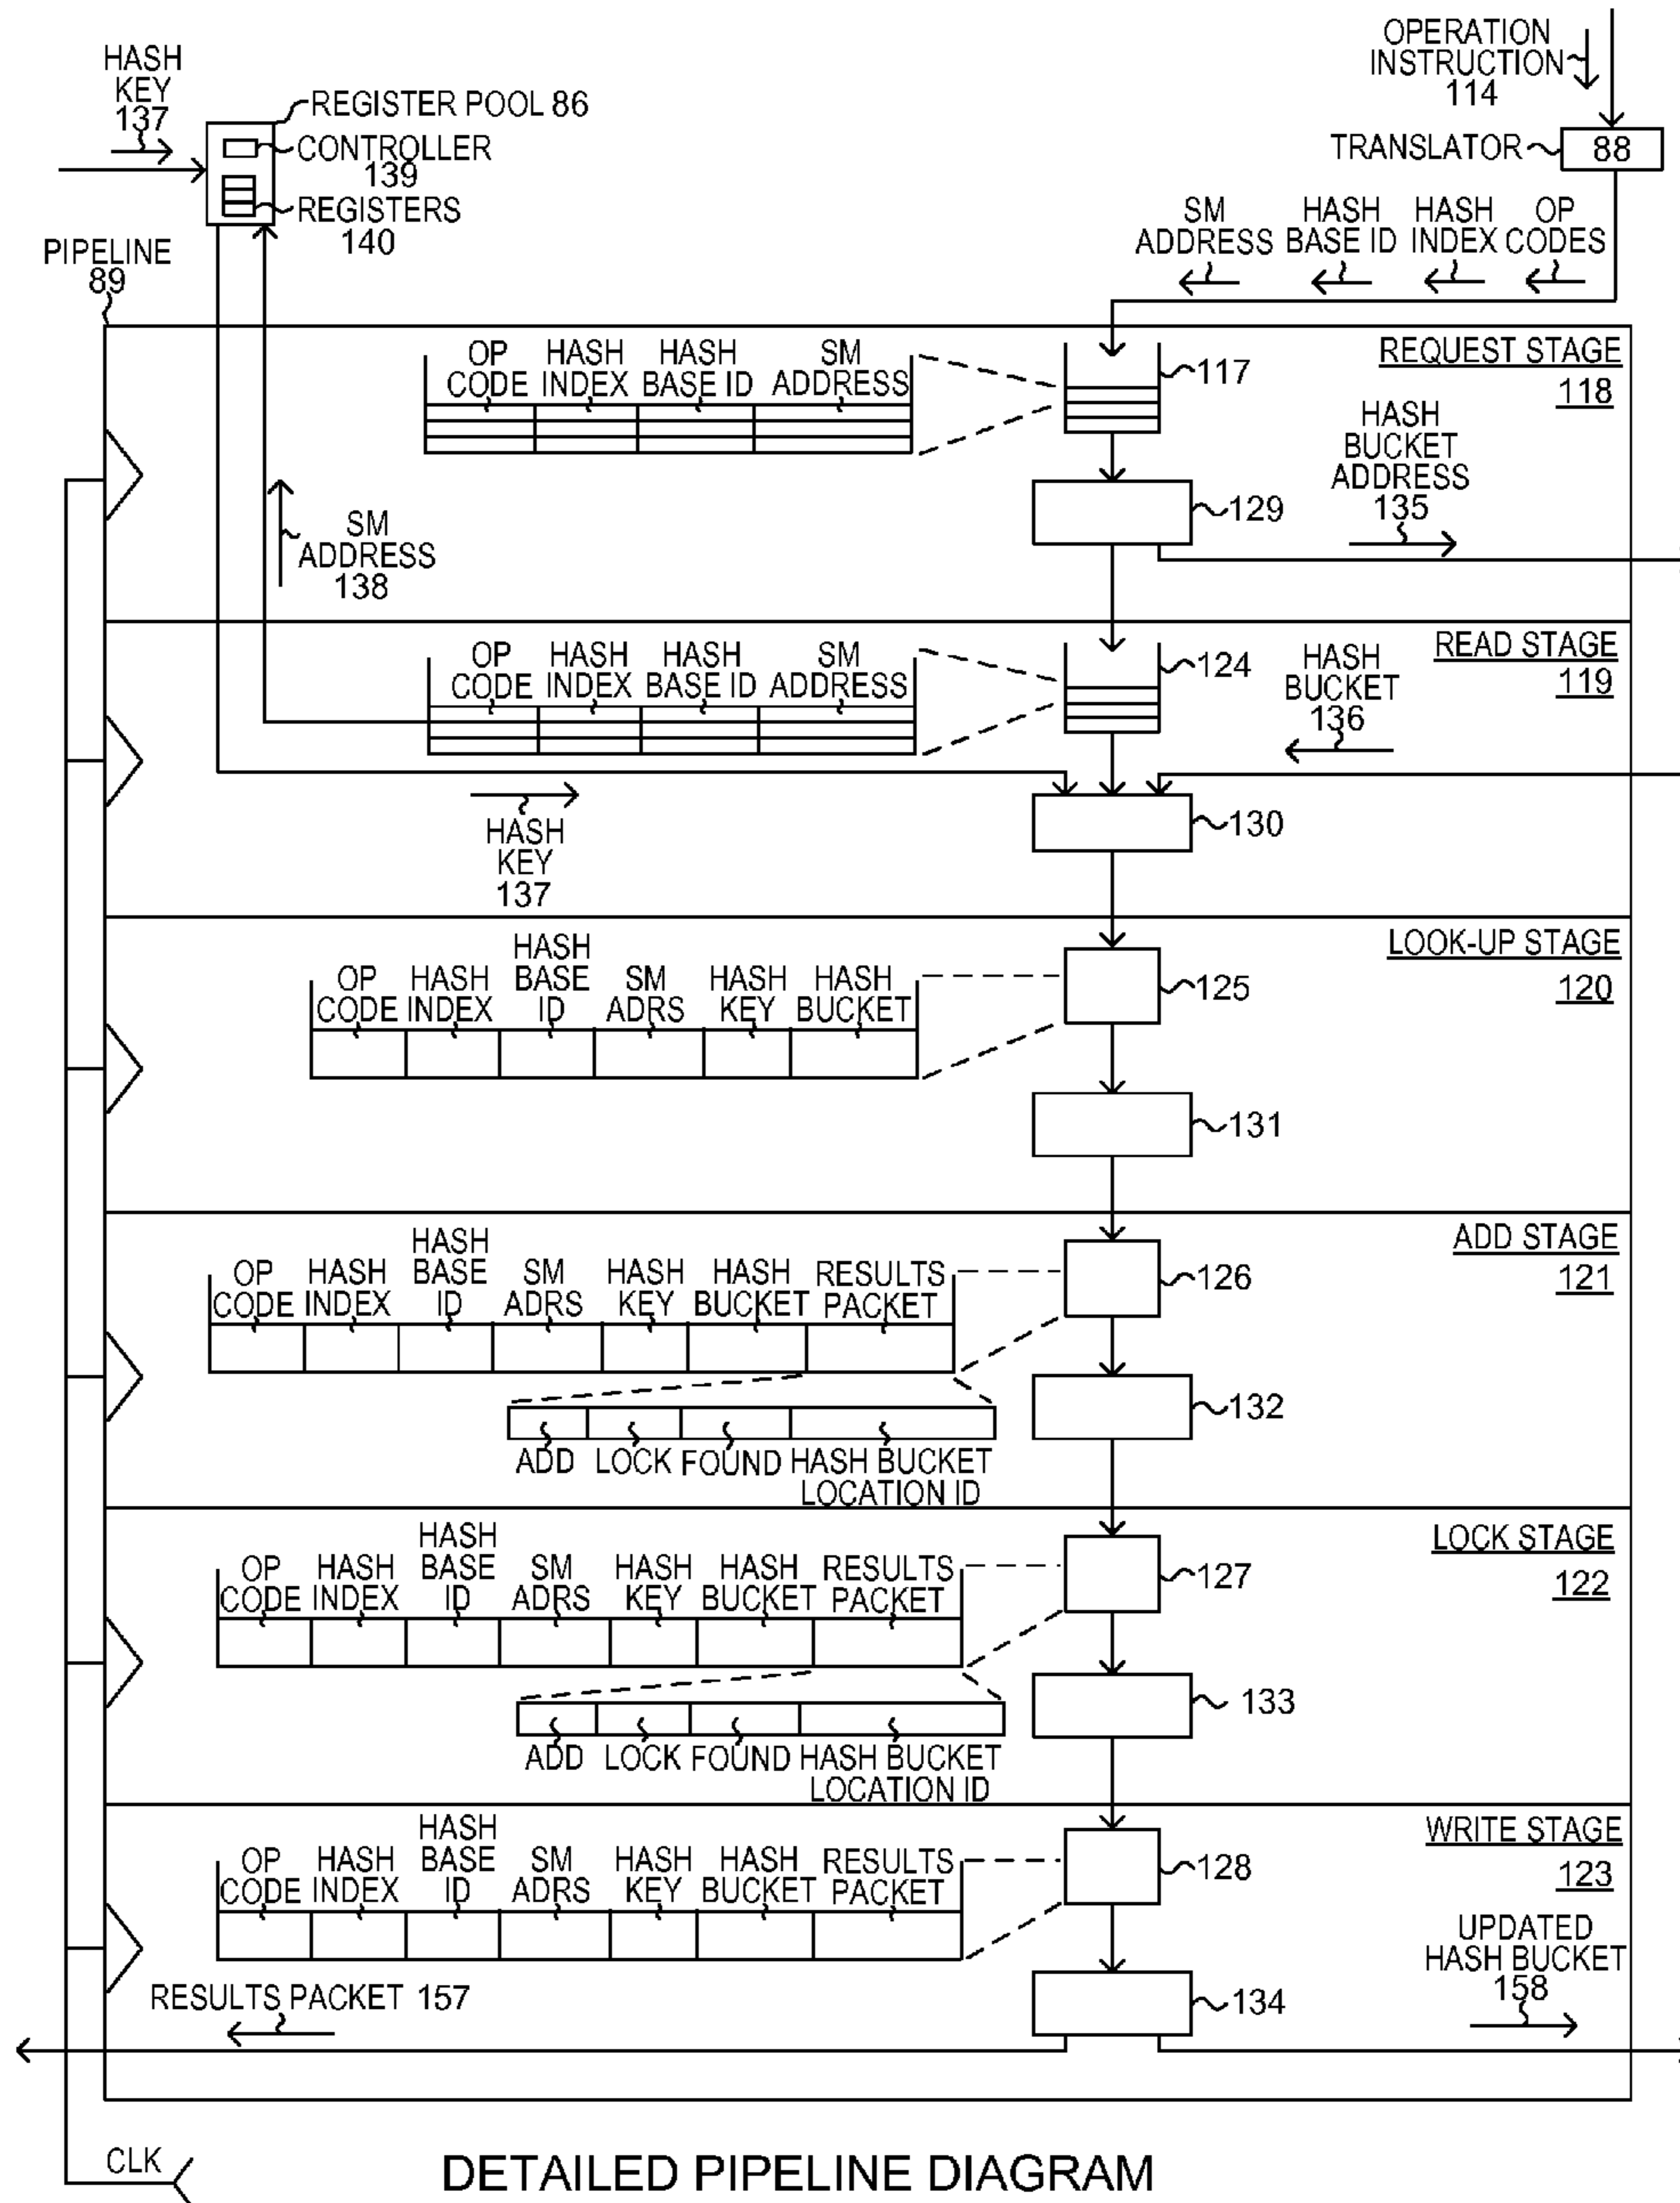 HASH
KEY
137
REGISTER POOL 86
CONTROLLER
139
REGISTERS
140
PIPELINE
89
OPERATION
INSTRUCTION
114
TRANSLATOR
88
SM
ADDRESS
HASH
BASE ID
HASH
INDEX
OP
CODES
OP
CODE
HASH
INDEX
HASH
BASE ID
SM
ADDRESS
117
REQUEST STAGE
118
129
HASH
BUCKET
ADDRESS
135
SM
ADDRESS
138
OP
CODE
HASH
INDEX
HASH
BASE ID
SM
ADDRESS
124
READ STAGE
119
HASH
BUCKET
136
HASH
KEY
137
130
OP
CODE
HASH
INDEX
HASH
BASE
ID
SM
ADRS
HASH
KEY
HASH
BUCKET
125
LOOK-UP STAGE
120
131
OP
CODE
HASH
INDEX
HASH
BASE
ID
SM
ADRS
HASH
KEY
HASH
BUCKET
RESULTS
PACKET
126
ADD STAGE
121
132
ADD
LOCK
FOUND
HASH BUCKET
LOCATION ID
OP
CODE
HASH
INDEX
HASH
BASE
ID
SM
ADRS
HASH
KEY
HASH
BUCKET
RESULTS
PACKET
127
LOCK STAGE
122
133
ADD
LOCK
FOUND
HASH BUCKET
LOCATION ID
OP
CODE
HASH
INDEX
HASH
BASE
ID
SM
ADRS
HASH
KEY
HASH
BUCKET
RESULTS
PACKET
128
WRITE STAGE
123
RESULTS PACKET 157
134
UPDATED
HASH BUCKET
158
CLK
DETAILED PIPELINE DIAGRAM